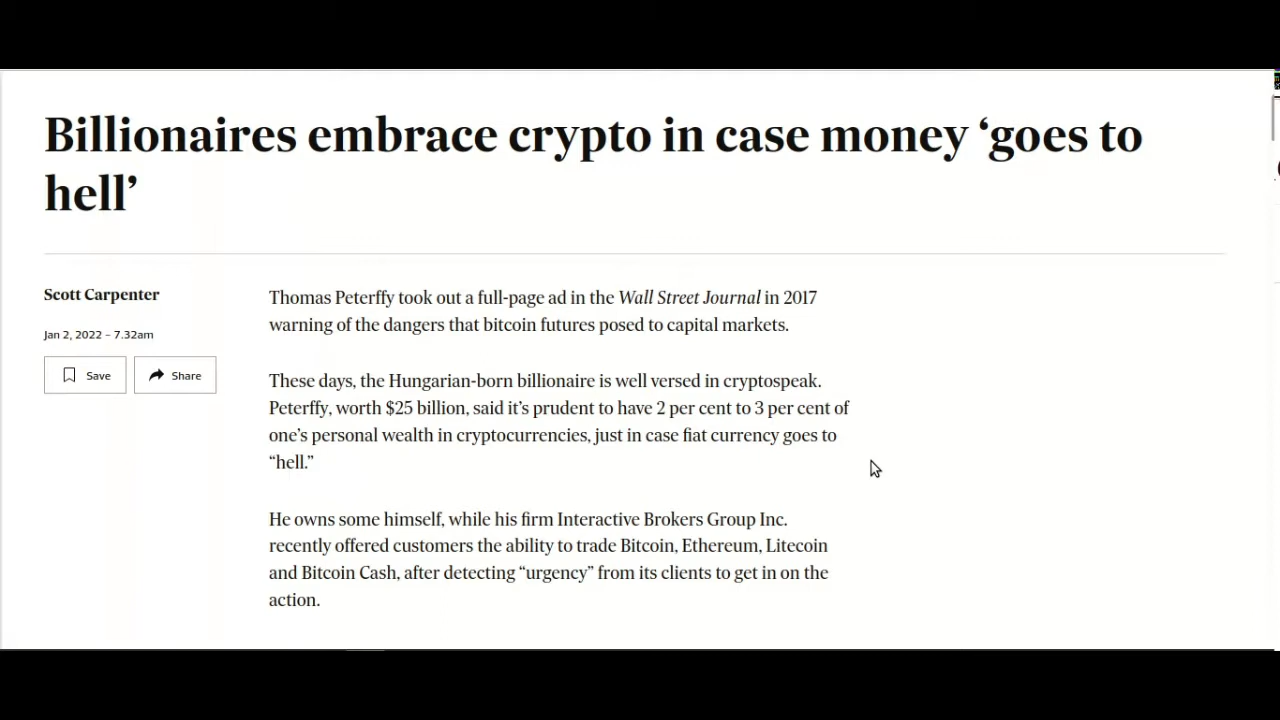 Billionaires embrace crypto in case money ‘goes to
hell’
Scott Carpenter
Jan 2, 2022 – 7.32am
Save
Share
Thomas Peterffy took out a full-page ad in the Wall Street Journal in 2017
warning of the dangers that bitcoin futures posed to capital markets.
These days, the Hungarian-born billionaire is well versed in cryptospeak.
Peterffy, worth $25 billion, said it’s prudent to have 2 per cent to 3 per cent of
one’s personal wealth in cryptocurrencies, just in case fiat currency goes to
“hell.”
He owns some himself, while his firm Interactive Brokers Group Inc.
recently offered customers the ability to trade Bitcoin, Ethereum, Litecoin
and Bitcoin Cash, after detecting “urgency” from its clients to get in on the
action.